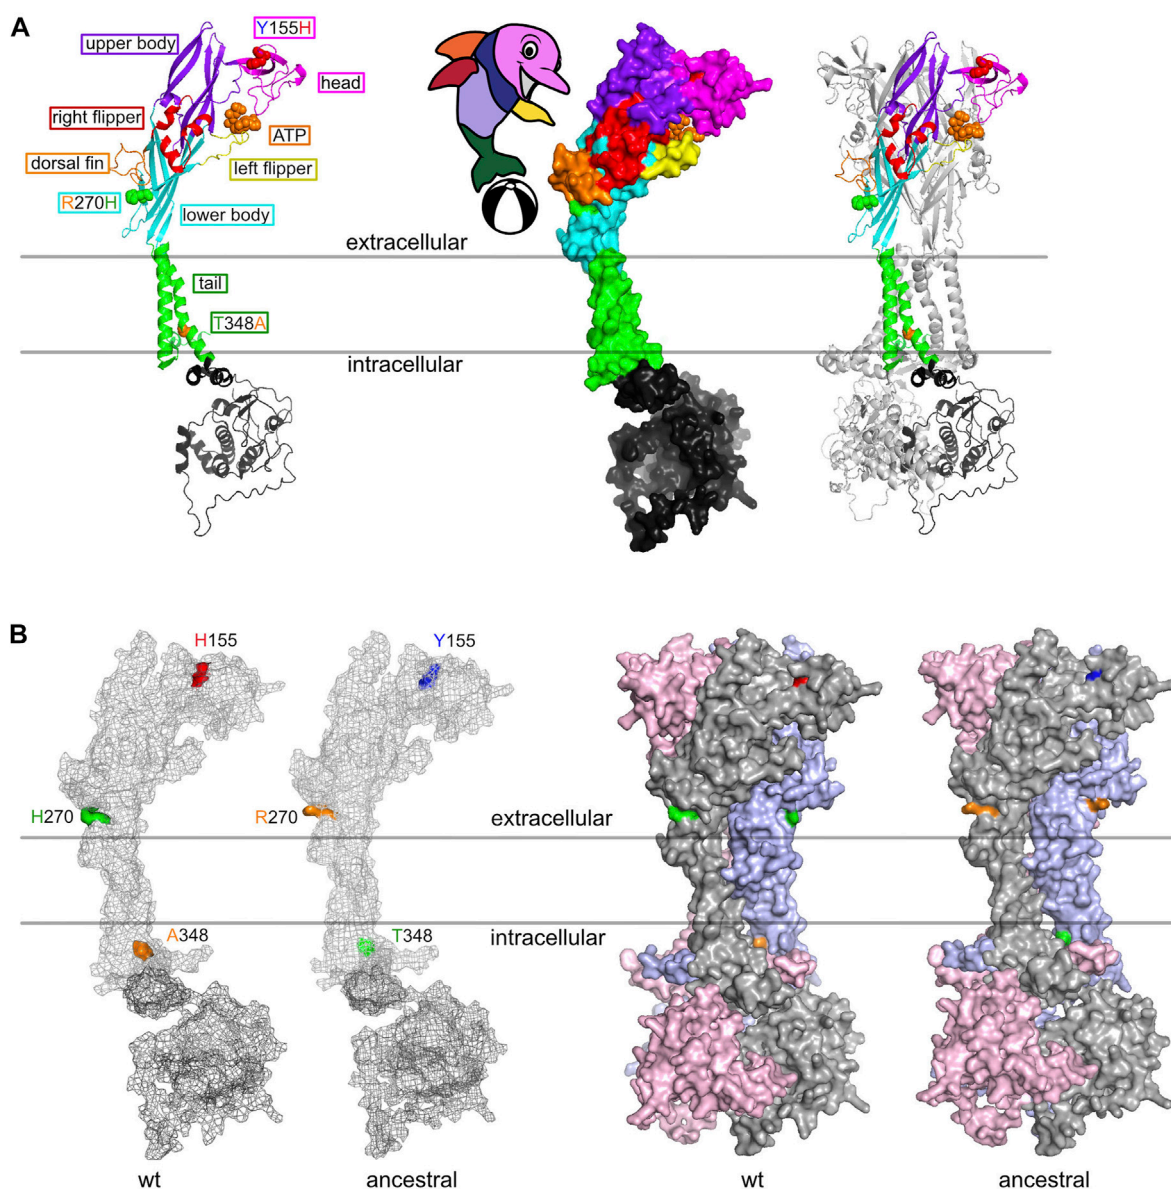 A
Y155H
upper body
head
right flipper
ATP
dorsal fin
left flipper
R270H
lower body
extracellular
tail
T348A
intracellular
B
H155
Y155
H270
R270
extracellular
A348
T348
intracellular
wt
ancestral
wt
ancestral